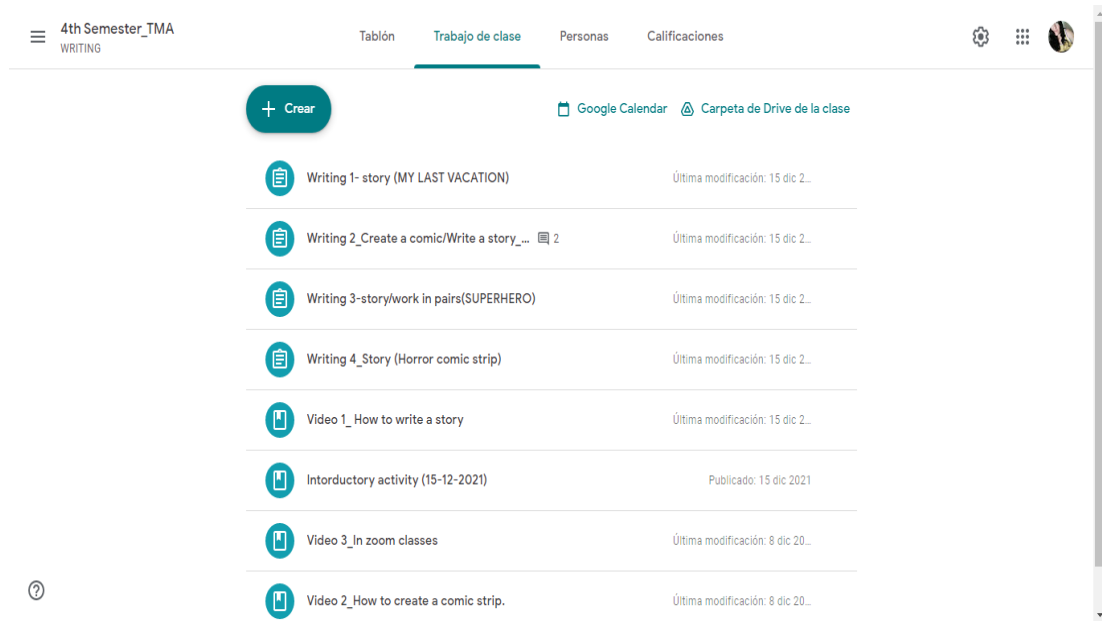 4th Semester_TMA
WRITING
Tablón Trabajo de clase Personas Calificaciones
Crear
Google Calendar Carpeta de Drive de la clase
Writing 1- story (MY LAST VACATION) Última modificación: 15 dic 2...
Writing 2_Create a comic/Write a story_... 2 Última modificación: 15 dic 2...
Writing 3-story/work in pairs(SUPERHERO) Última modificación: 15 dic 2...
Writing 4_Story (Horror comic strip) Última modificación: 15 dic 2...
Video 1_ How to write a story Última modificación: 15 dic 2...
Intorductory activity (15-12-2021) Publicado: 15 dic 2021
Video 3_In zoom classes Última modificación: 8 dic 20...
Video 2_How to create a comic strip. Última modificación: 8 dic 20...